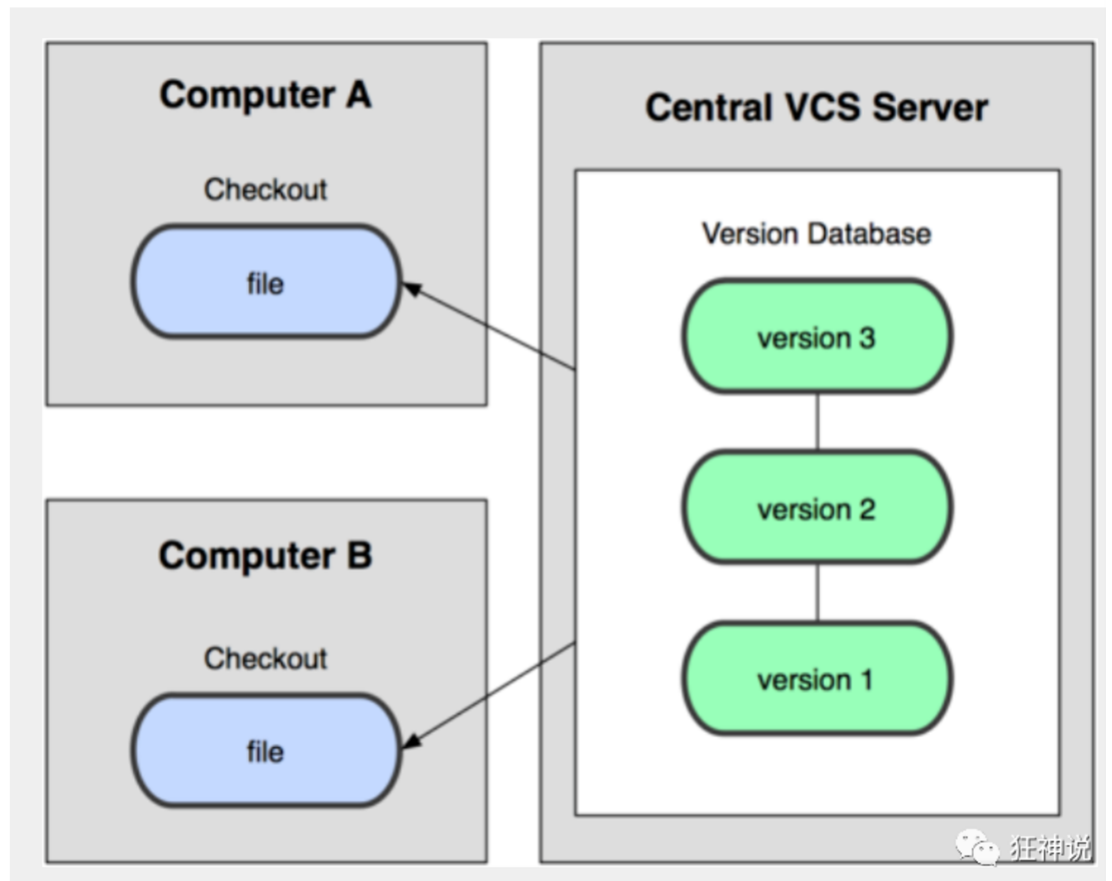 Computer A
Checkout
file
Computer B
Checkout
file
Central VCS Server
Version Database
version 3
version 2
version 1
狂神说